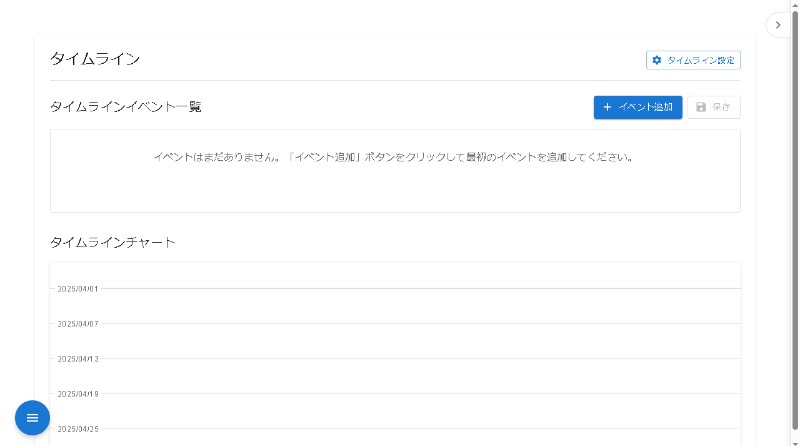 タイムライン
タイムライン設定
タイムラインイベント一覧
イベント追加
保存
イベントはまだありません。「イベント追加」ボタンをクリックして最初のイベントを追加してください。
タイムラインチャート
2025/04/01
2025/04/07
2025/04/13
2025/04/19
2025/04/25